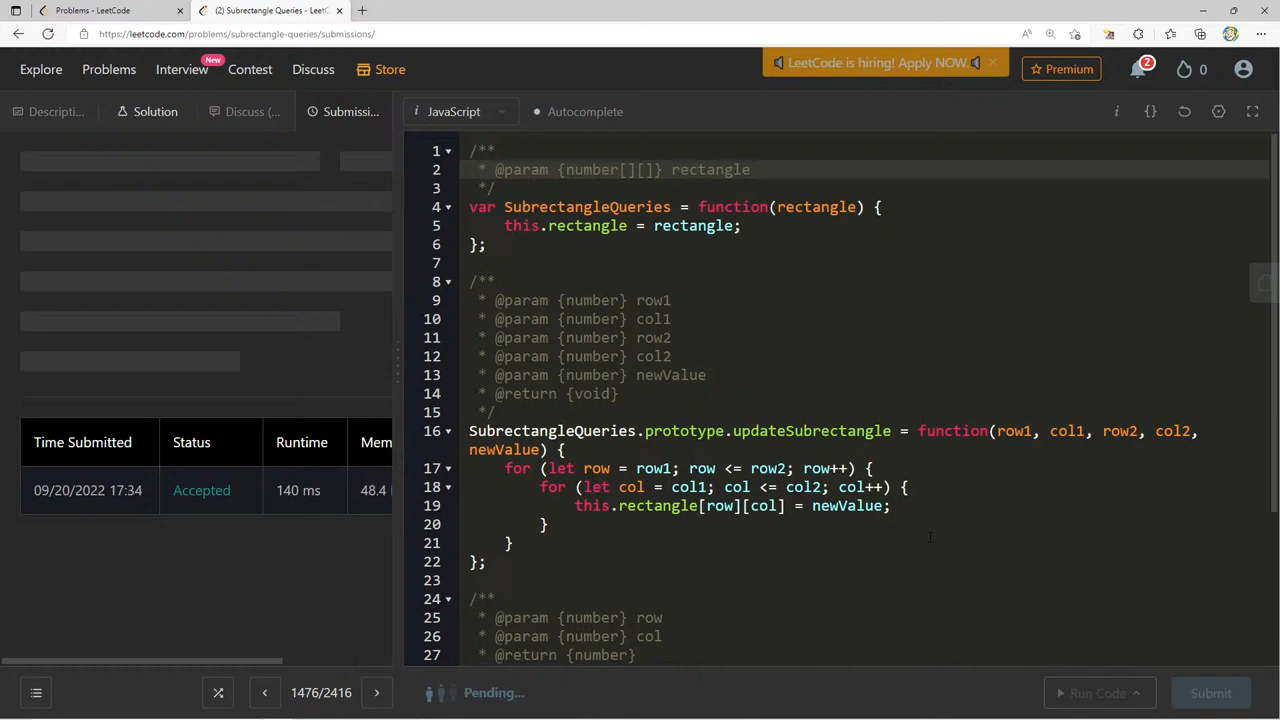 Problems - LeetCode
(2) Subrectangle Queries - LeetC
https://leetcode.com/problems/subrectangle-queries/submissions/
Explore
Problems
Interview
New
Contest
Discuss
Store
LeetCode is hiring! Apply NOW.
Premium
2
0
Descripti...
Solution
Discuss (...
Submissi...
i JavaScript
Autocomplete
i {}
1 /**
2 * @param {number[][]} rectangle
3 */
4 var SubrectangleQueries = function(rectangle) {
5 this.rectangle = rectangle;
6 };
7
8 /**
9 * @param {number} row1
10 * @param {number} col1
11 * @param {number} row2
12 * @param {number} col2
13 * @param {number} newValue
14 * @return {void}
15 */
16 SubrectangleQueries.prototype.updateSubrectangle = function(row1, col1, row2, col2,
newValue) {
17 for (let row = row1; row <= row2; row++) {
18 for (let col = col1; col <= col2; col++) {
19 this.rectangle[row][col] = newValue;
20 }
21 }
22 };
23
24 /**
25 * @param {number} row
26 * @param {number} col
27 * @return {number}
Time Submitted Status Runtime Mem
09/20/2022 17:34 Accepted 140 ms 48.4
1476/2416
Pending...
Run Code
Submit